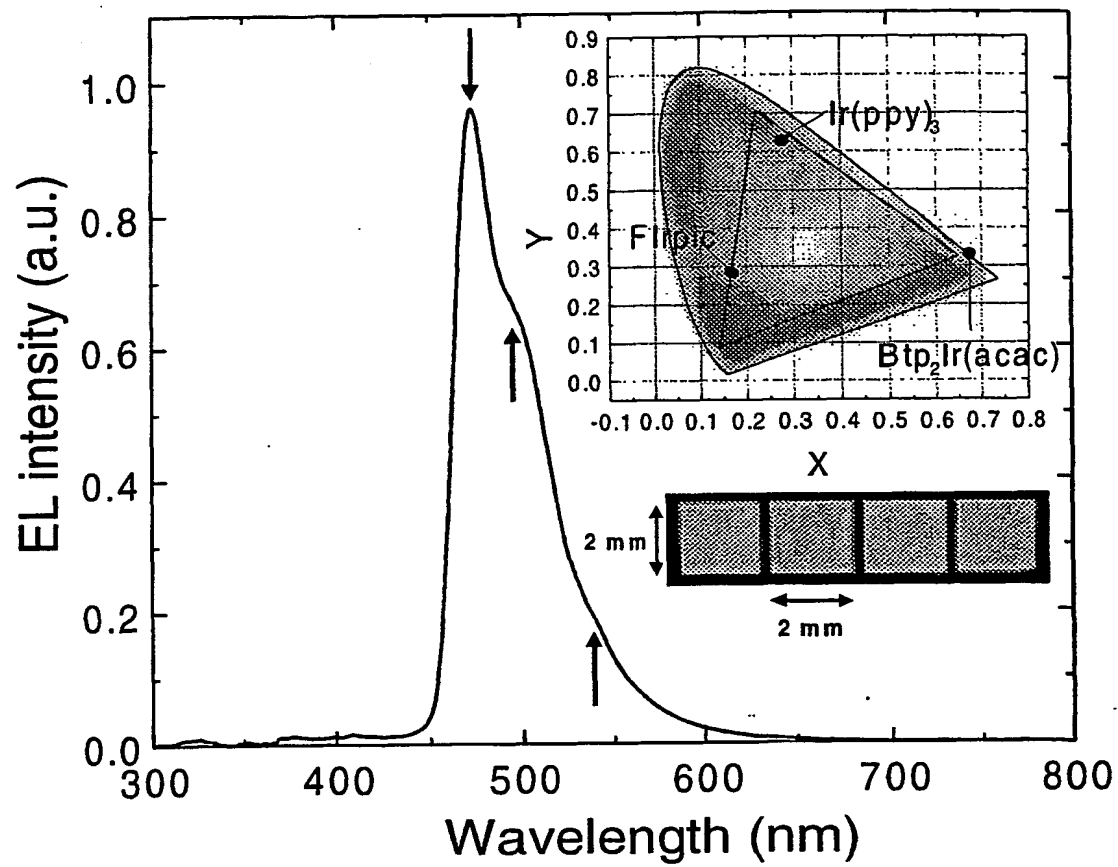 EL intensity (a.u.)
1.0
0.8
0.6
0.4
0.2
0.0
300 400 500 600 700 800
Wavelength (nm)
0.9
0.8
0.7
0.6
0.5
0.4
0.3
0.2
0.1
0.0
Y
-0.1 0.0 0.1 0.2 0.3 0.4 0.5 0.6 0.7 0.8
X
Ir(ppy)₃
FIrpic
Btp₂Ir(acac)
2 mm
2 mm